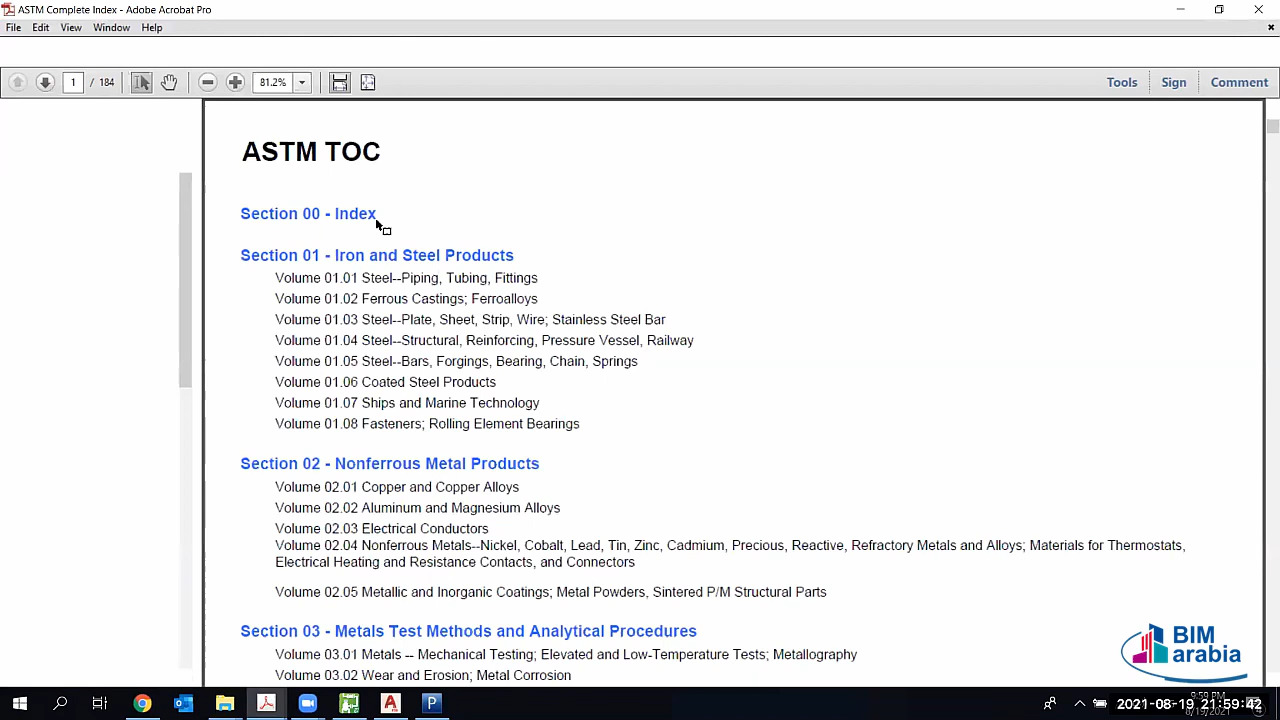 ASTM Complete Index - Adobe Acrobat Pro
File Edit View Window Help
1 / 184 81.2% Tools Sign Comment
ASTM TOC
Section 00 - Index
Section 01 - Iron and Steel Products
Volume 01.01 Steel--Piping, Tubing, Fittings
Volume 01.02 Ferrous Castings; Ferroalloys
Volume 01.03 Steel--Plate, Sheet, Strip, Wire; Stainless Steel Bar
Volume 01.04 Steel--Structural, Reinforcing, Pressure Vessel, Railway
Volume 01.05 Steel--Bars, Forgings, Bearing, Chain, Springs
Volume 01.06 Coated Steel Products
Volume 01.07 Ships and Marine Technology
Volume 01.08 Fasteners; Rolling Element Bearings
Section 02 - Nonferrous Metal Products
Volume 02.01 Copper and Copper Alloys
Volume 02.02 Aluminum and Magnesium Alloys
Volume 02.03 Electrical Conductors
Volume 02.04 Nonferrous Metals--Nickel, Cobalt, Lead, Tin, Zinc, Cadmium, Precious, Reactive, Refractory Metals and Alloys; Materials for Thermostats,
Electrical Heating and Resistance Contacts, and Connectors
Volume 02.05 Metallic and Inorganic Coatings; Metal Powders, Sintered P/M Structural Parts
Section 03 - Metals Test Methods and Analytical Procedures
Volume 03.01 Metals -- Mechanical Testing; Elevated and Low-Temperature Tests; Metallography
Volume 03.02 Wear and Erosion; Metal Corrosion
BIM
arabia
9:59 PM
2021-08-19 21:59:42
8/19/2021